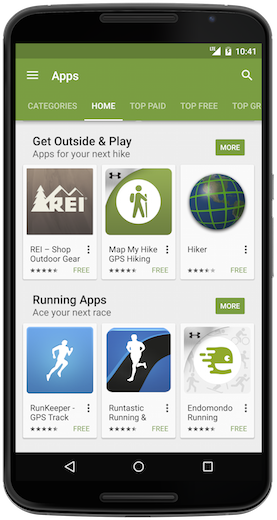 10:41
Apps
CATEGORIES HOME TOP PAID TOP FREE TOP GR
Get Outside & Play
Apps for your next hike
MORE
REI
REI – Shop
Outdoor Gear
FREE
Map My Hike
GPS Hiking
FREE
Hiker
FREE
Running Apps
Ace your next race
MORE
RunKeeper -
GPS Track
FREE
Runtastic
Running &
FREE
Endomondo
Running
FREE